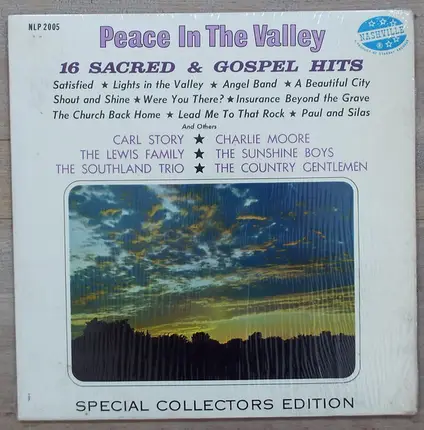 NLP 2005
Peace In The Valley
NASHVILLE
16 SACRED & GOSPEL HITS
Satisfied ★ Lights in the Valley ★ Angel Band ★ A Beautiful City
Shout and Shine ★ Were You There? ★ Insurance Beyond the Grave
The Church Back Home ★ Lead Me To That Rock ★ Paul and Silas
And Others
CARL STORY ★ CHARLIE MOORE
THE LEWIS FAMILY ★ THE SUNSHINE BOYS
THE SOUTHLAND TRIO ★ THE COUNTRY GENTLEMEN
SPECIAL COLLECTORS EDITION